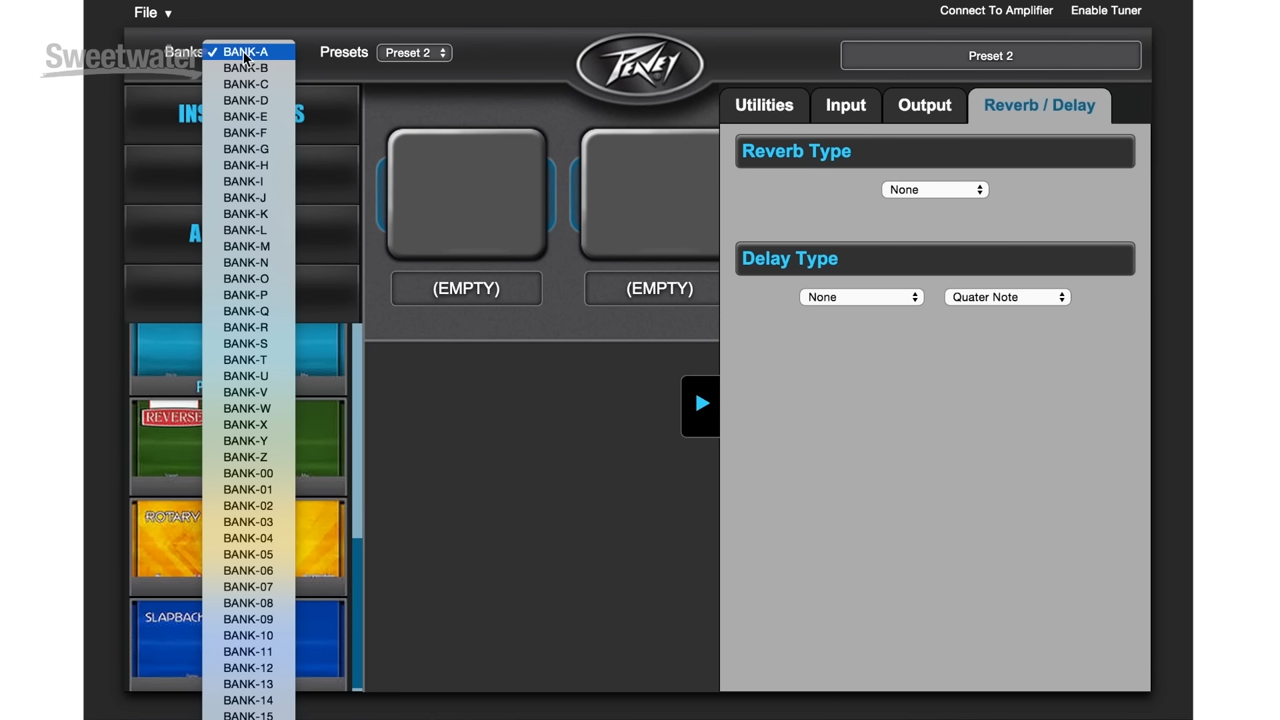 File ▼
Connect To Amplifier
Enable Tuner
Sweetwater
Banks
✓ BANK-A
Presets
Preset 2
PEAVEY
Preset 2
BANK-B
BANK-C
BANK-D
BANK-E
BANK-F
BANK-G
BANK-H
BANK-I
BANK-J
BANK-K
BANK-L
BANK-M
BANK-N
BANK-O
BANK-P
BANK-Q
BANK-R
BANK-S
BANK-T
BANK-U
BANK-V
BANK-W
BANK-X
BANK-Y
BANK-Z
BANK-00
BANK-01
BANK-02
BANK-03
BANK-04
BANK-05
BANK-06
BANK-07
BANK-08
BANK-09
BANK-10
BANK-11
BANK-12
BANK-13
BANK-14
BANK-15
REVERSE
ROTARY
SLAPBACK
(EMPTY)
(EMPTY)
Utilities
Input
Output
Reverb / Delay
Reverb Type
None
Delay Type
None
Quater Note